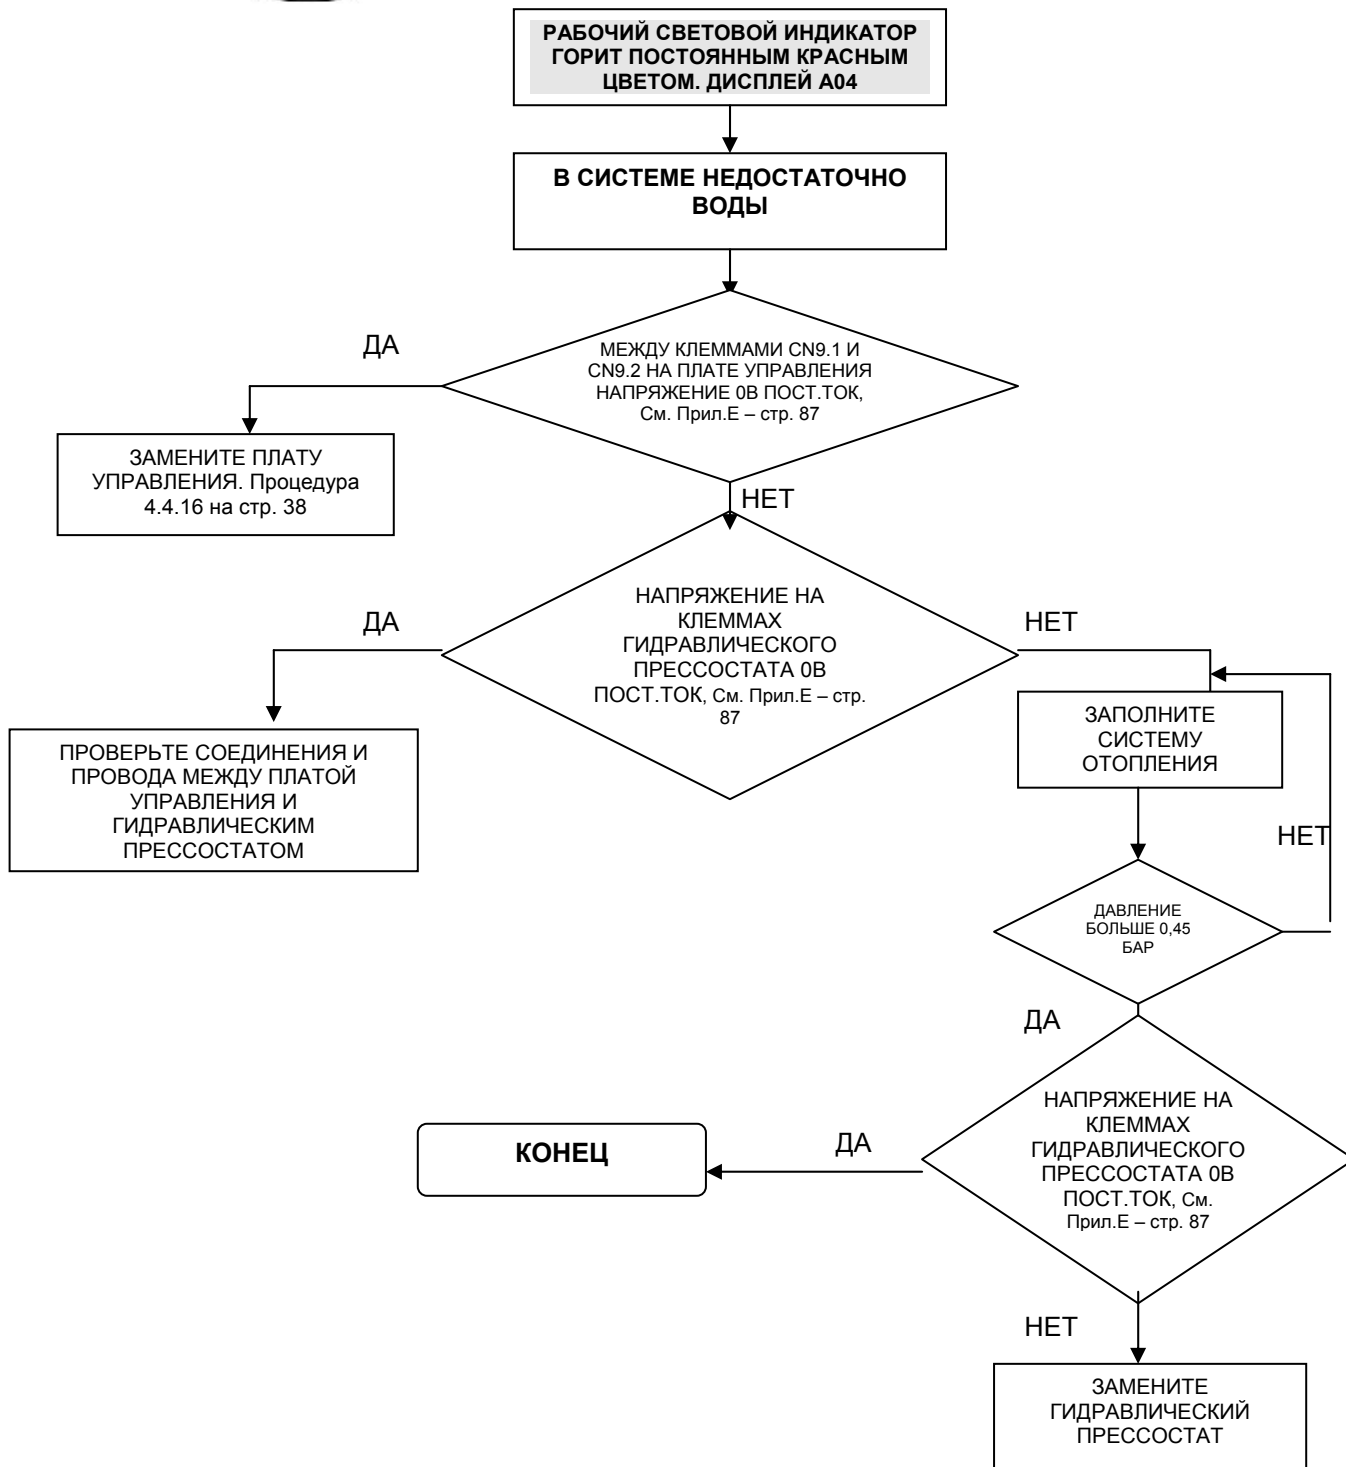 РАБОЧИЙ СВЕТОВОЙ ИНДИКАТОР
ГОРИТ ПОСТОЯННЫМ КРАСНЫМ
ЦВЕТОМ. ДИСПЛЕЙ А04
В СИСТЕМЕ НЕДОСТАТОЧНО
ВОДЫ
ДА
МЕЖДУ КЛЕММАМИ CN9.1 И
CN9.2 НА ПЛАТЕ УПРАВЛЕНИЯ
НАПРЯЖЕНИЕ 0В ПОСТ.ТОК,
См. Прил.Е – стр. 87
ЗАМЕНИТЕ ПЛАТУ
УПРАВЛЕНИЯ. Процедура
4.4.16 на стр. 38
НЕТ
ДА
НАПРЯЖЕНИЕ НА
КЛЕММАХ
ГИДРАВЛИЧЕСКОГО
ПРЕССОСТАТА 0В
ПОСТ.ТОК, См. Прил.Е – стр.
87
НЕТ
ПРОВЕРЬТЕ СОЕДИНЕНИЯ И
ПРОВОДА МЕЖДУ ПЛАТОЙ
УПРАВЛЕНИЯ И
ГИДРАВЛИЧЕСКИМ
ПРЕССОСТАТОМ
ЗАПОЛНИТЕ
СИСТЕМУ
ОТОПЛЕНИЯ
НЕТ
ДАВЛЕНИЕ
БОЛЬШЕ 0,45
БАР
ДА
НАПРЯЖЕНИЕ НА
КЛЕММАХ
ГИДРАВЛИЧЕСКОГО
ПРЕССОСТАТА 0В
ПОСТ.ТОК, См.
Прил.Е – стр. 87
ДА
КОНЕЦ
НЕТ
ЗАМЕНИТЕ
ГИДРАВЛИЧЕСКИЙ
ПРЕССОСТАТ